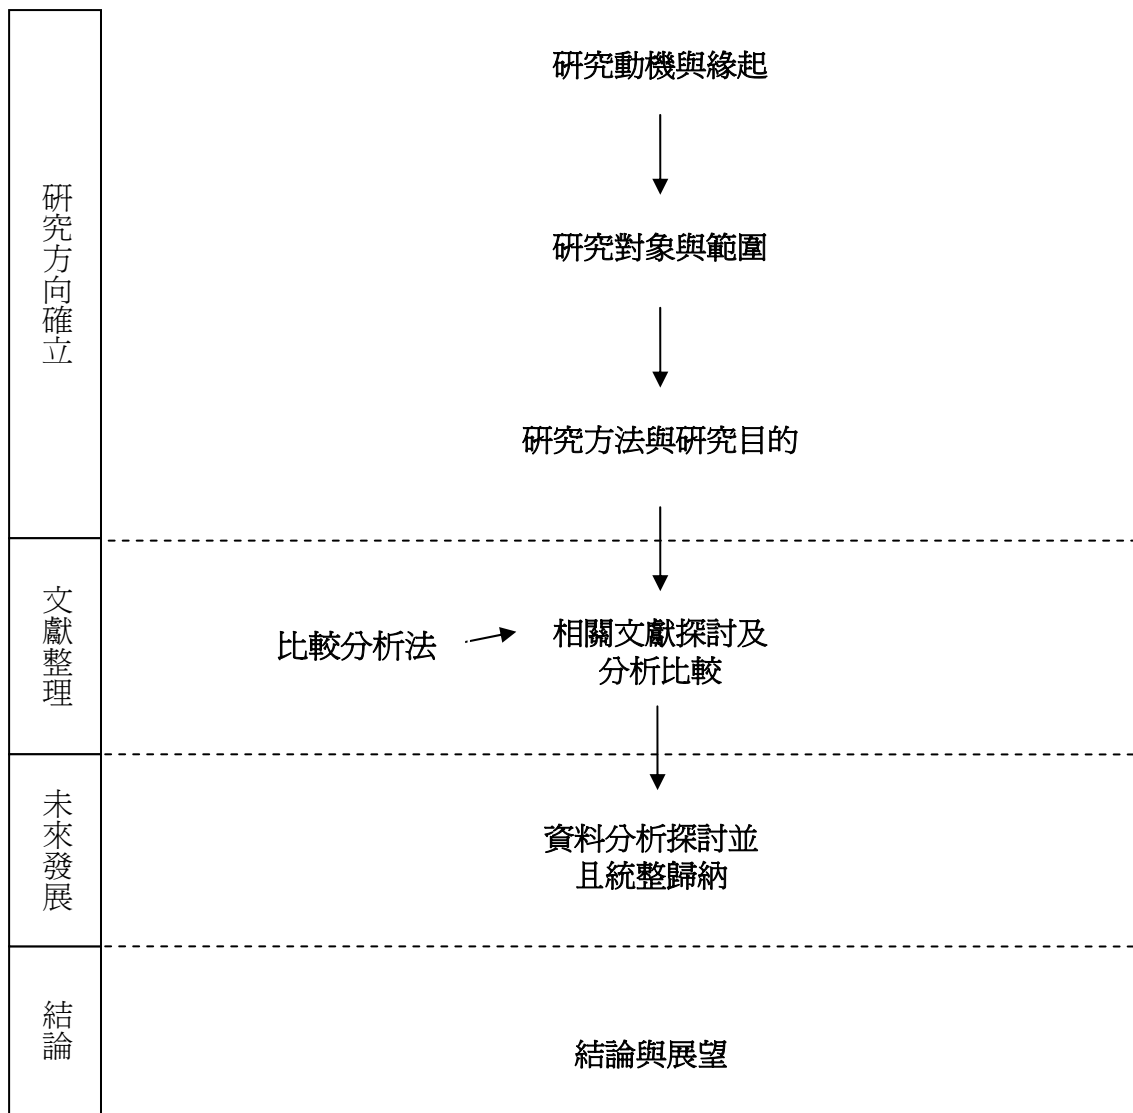 研究方向確立
研究動機與緣起
研究對象與範圍
研究方法與研究目的
文獻整理
比較分析法
相關文獻探討及
分析比較
未來發展
資料分析探討並
且統整歸納
結論
結論與展望